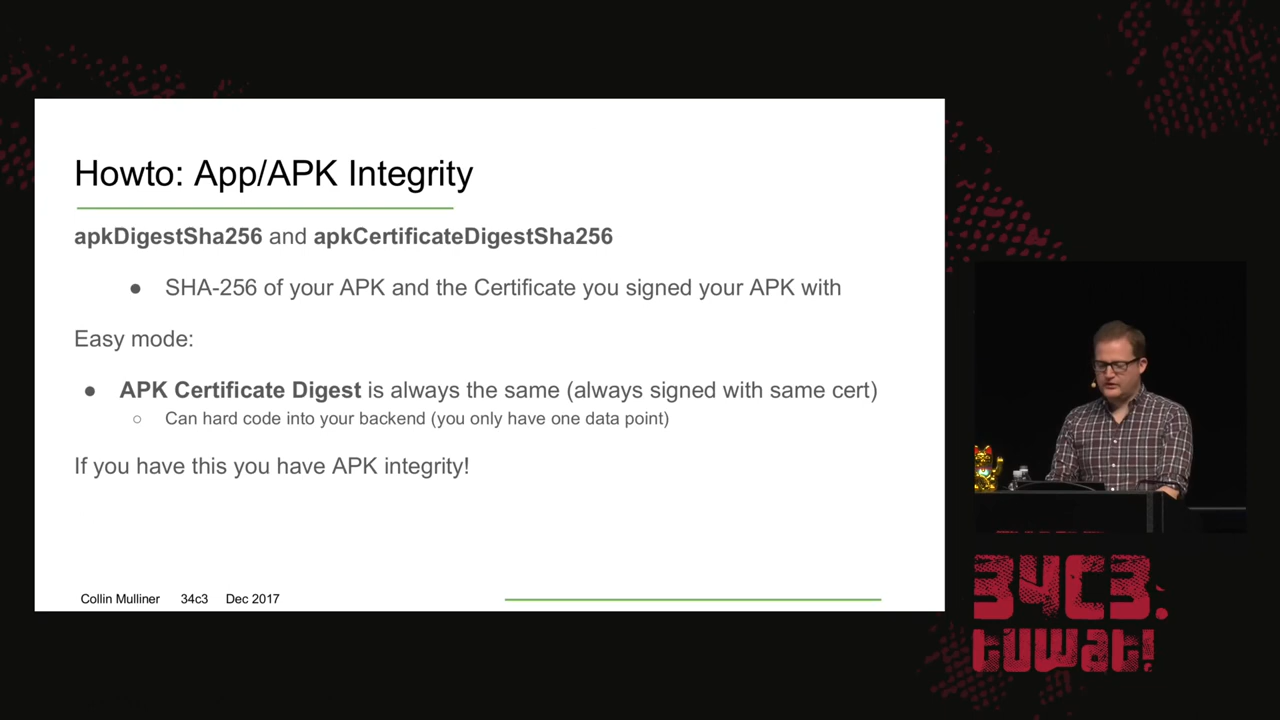 Howto: App/APK Integrity
apkDigestSha256 and apkCertificateDigestSha256
● SHA-256 of your APK and the Certificate you signed your APK with
Easy mode:
● APK Certificate Digest is always the same (always signed with same cert)
○ Can hard code into your backend (you only have one data point)
If you have this you have APK integrity!
Collin Mulliner 34c3 Dec 2017
34C3.
tuwat!